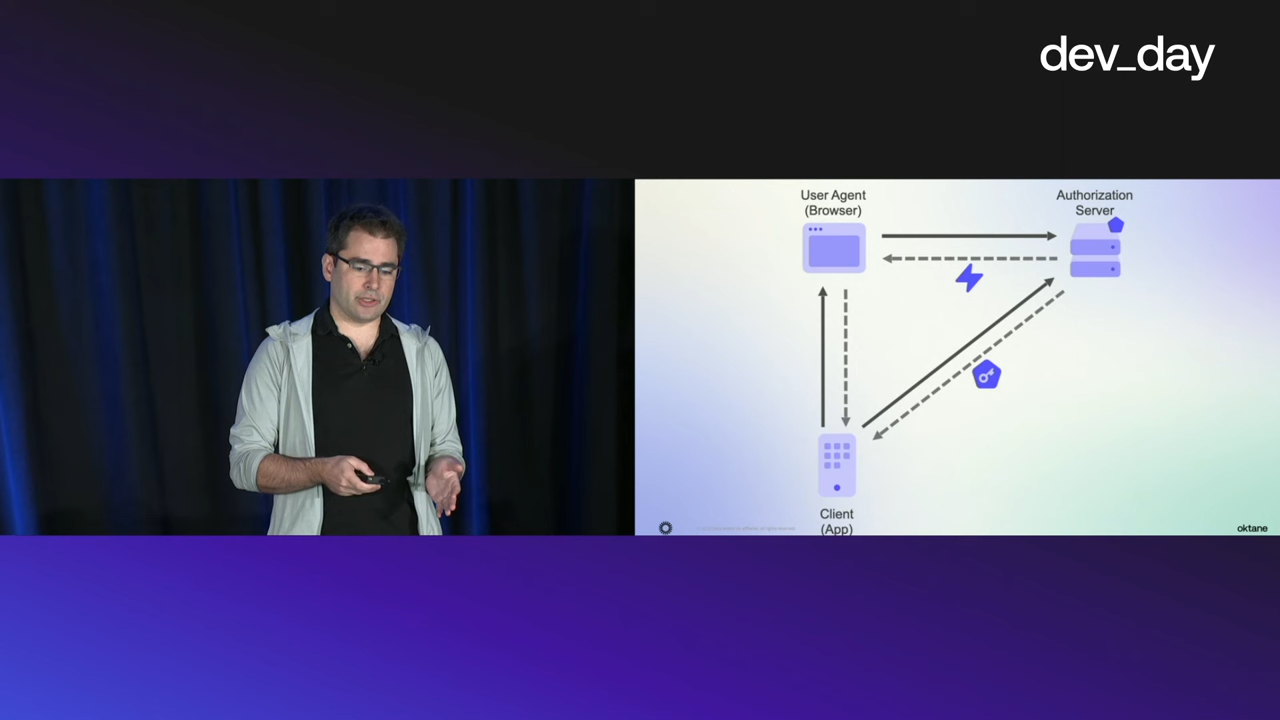 dev_day
User Agent
(Browser)
Authorization
Server
Client
(App)
oktane